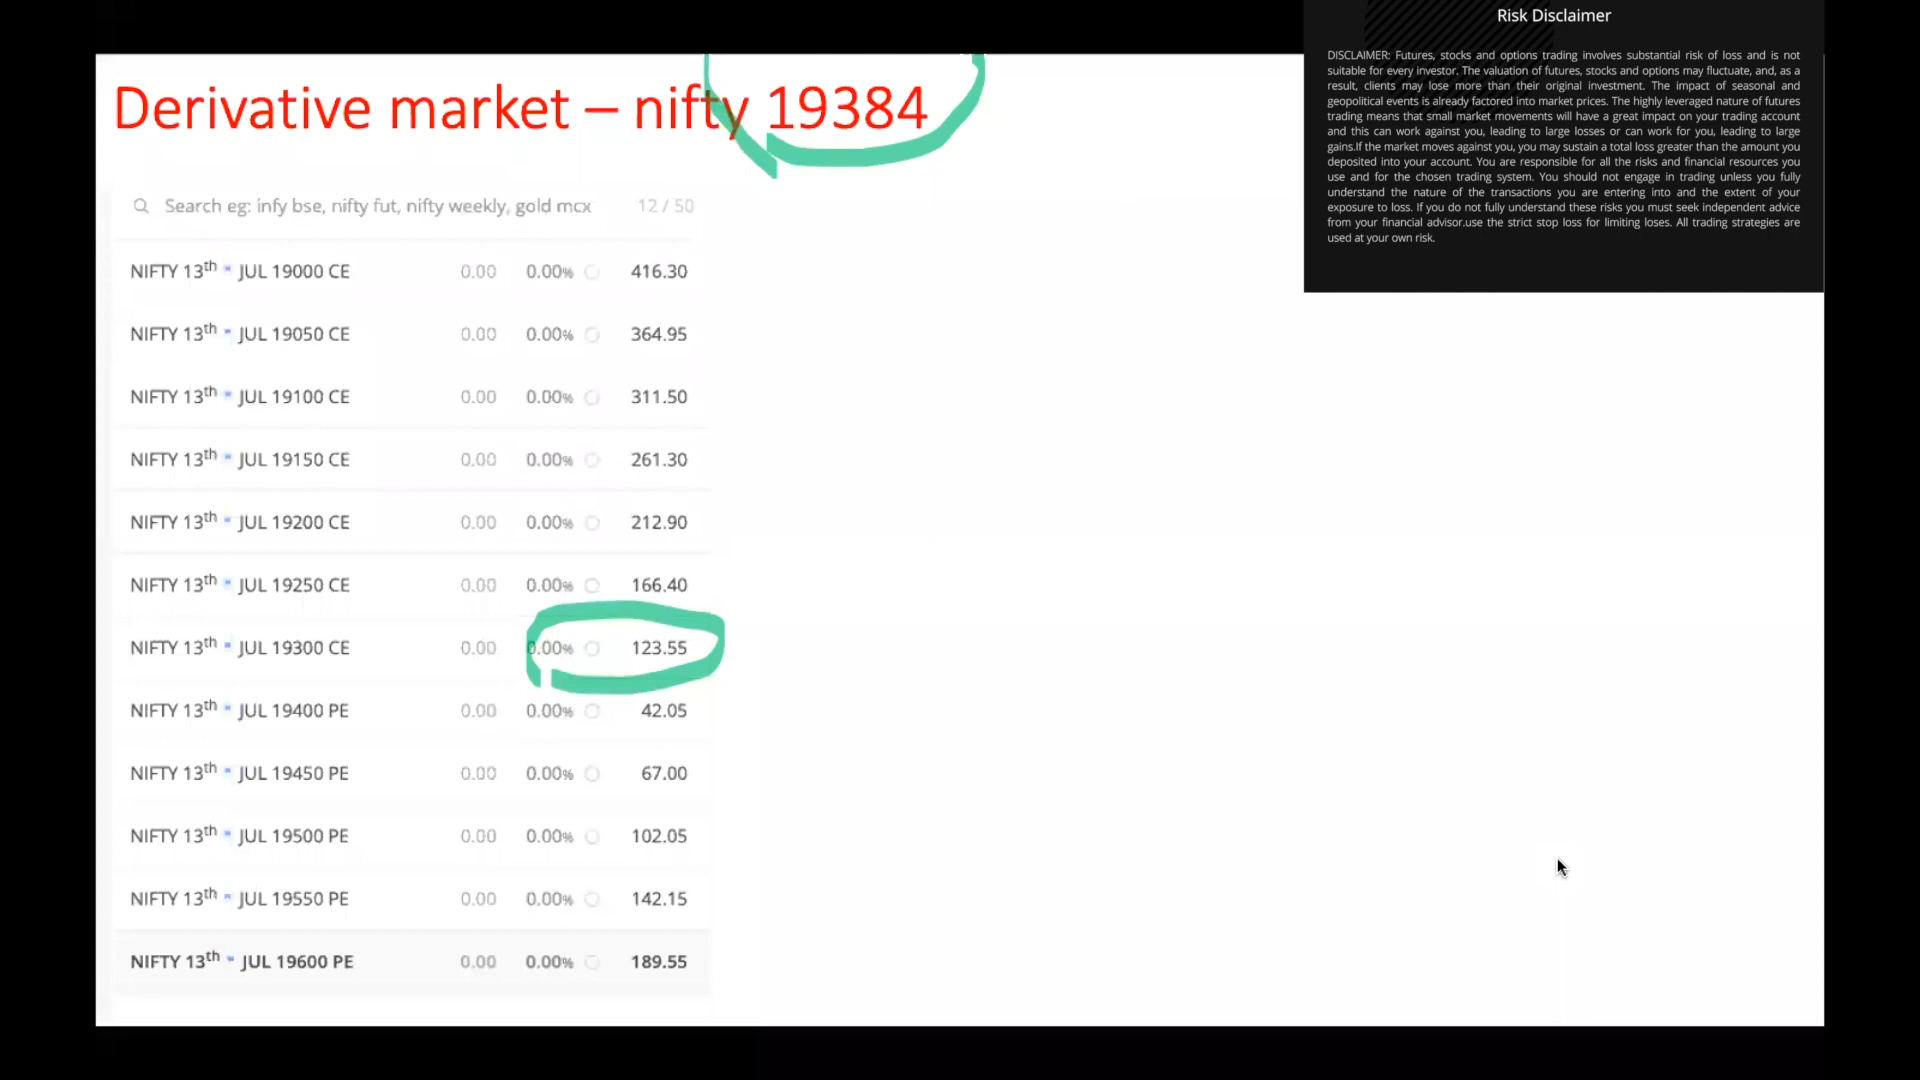 Risk Disclaimer
DISCLAIMER: Futures, stocks and options trading involves substantial risk of loss and is not
suitable for every investor. The valuation of futures, stocks and options may fluctuate, and, as a
result, clients may lose more than their original investment. The impact of seasonal and
geopolitical events is already factored into market prices. The highly leveraged nature of futures
trading means that small market movements will have a great impact on your trading account
and this can work against you, leading to large losses or can work for you, leading to large
gains.If the market moves against you, you may sustain a total loss greater than the amount you
deposited into your account. You are responsible for all the risks and financial resources you
use and for the chosen trading system. You should not engage in trading unless you fully
understand the nature of the transactions you are entering into and the extent of your
exposure to loss. If you do not fully understand these risks you must seek independent advice
from your financial advisor.use the strict stop loss for limiting loses. All trading strategies are
used at your own risk.
Derivative market – nifty 19384
Search eg: infy bse, nifty fut, nifty weekly, gold mcx 12 / 50
NIFTY 13th JUL 19000 CE 0.00 0.00% 416.30
NIFTY 13th JUL 19050 CE 0.00 0.00% 364.95
NIFTY 13th JUL 19100 CE 0.00 0.00% 311.50
NIFTY 13th JUL 19150 CE 0.00 0.00% 261.30
NIFTY 13th JUL 19200 CE 0.00 0.00% 212.90
NIFTY 13th JUL 19250 CE 0.00 0.00% 166.40
NIFTY 13th JUL 19300 CE 0.00 0.00% 123.55
NIFTY 13th JUL 19400 PE 0.00 0.00% 42.05
NIFTY 13th JUL 19450 PE 0.00 0.00% 67.00
NIFTY 13th JUL 19500 PE 0.00 0.00% 102.05
NIFTY 13th JUL 19550 PE 0.00 0.00% 142.15
NIFTY 13th JUL 19600 PE 0.00 0.00% 189.55